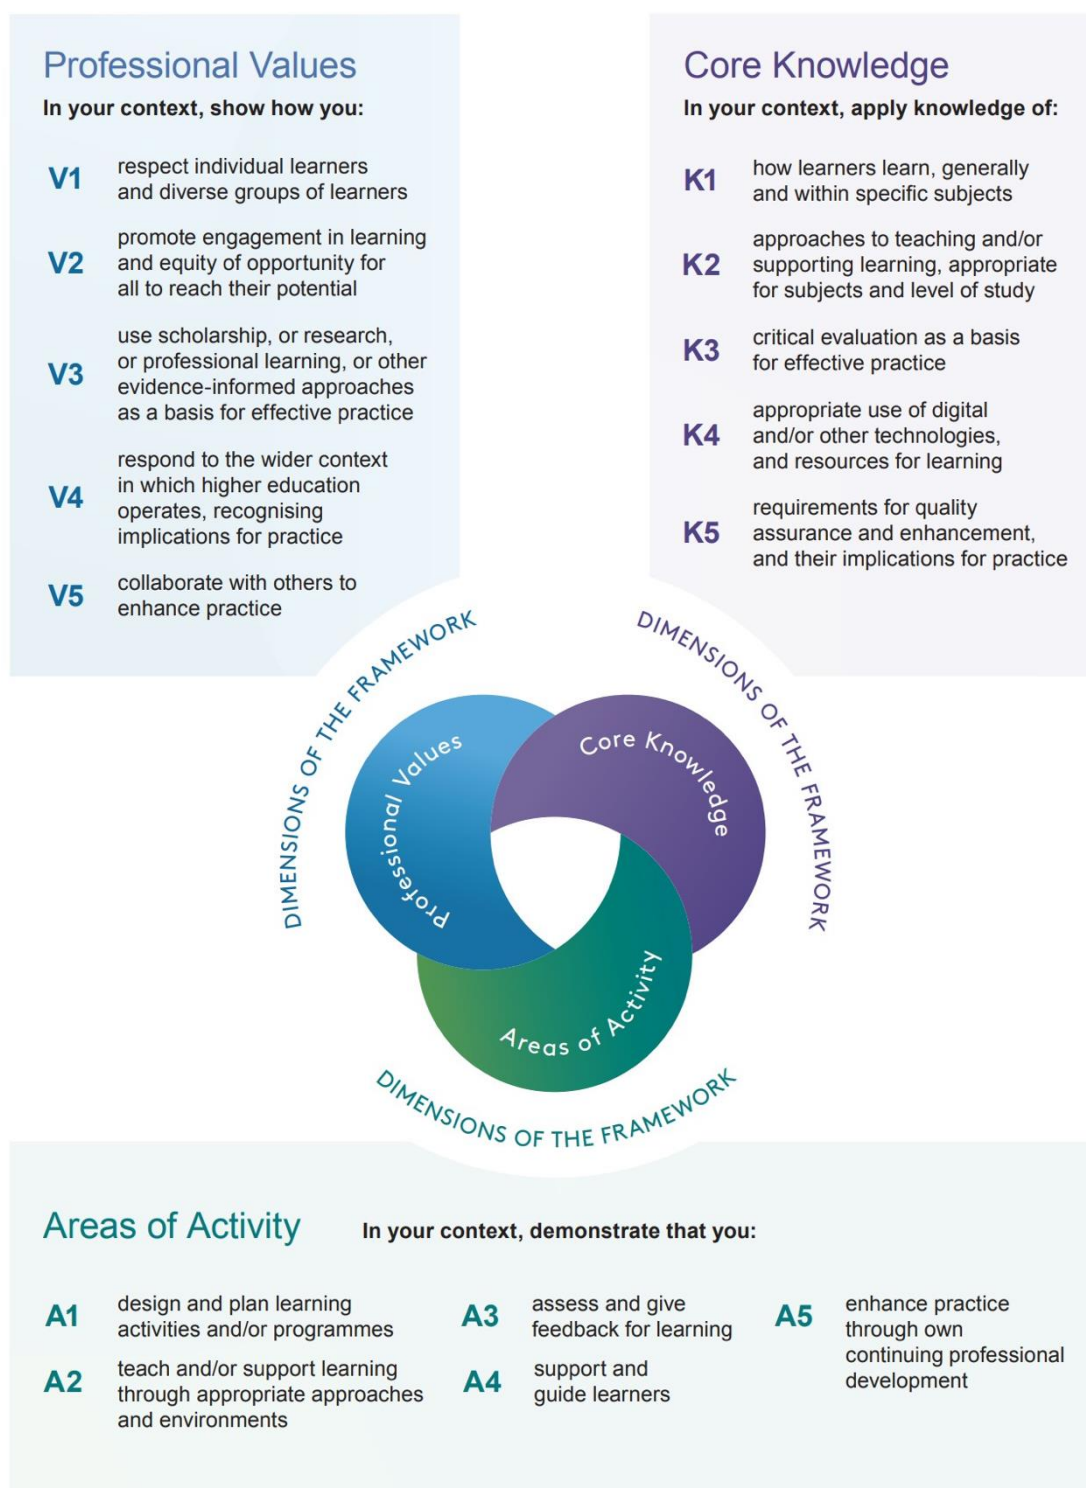 Professional Values
In your context, show how you:
V1
respect individual learners
and diverse groups of learners
V2
promote engagement in learning
and equity of opportunity for
all to reach their potential
V3
use scholarship, or research,
or professional learning, or other
evidence-informed approaches
as a basis for effective practice
V4
respond to the wider context
in which higher education
operates, recognising
implications for practice
V5
collaborate with others to
enhance practice
Core Knowledge
In your context, apply knowledge of:
K1
how learners learn, generally
and within specific subjects
K2
approaches to teaching and/or
supporting learning, appropriate
for subjects and level of study
K3
critical evaluation as a basis
for effective practice
K4
appropriate use of digital
and/or other technologies,
and resources for learning
K5
requirements for quality
assurance and enhancement,
and their implications for practice
DIMENSIONS OF THE FRAMEWORK
DIMENSIONS OF THE FRAMEWORK
Professional Values
Core Knowledge
Areas of Activity
DIMENSIONS OF THE FRAMEWORK
Areas of Activity
In your context, demonstrate that you:
A1
design and plan learning
activities and/or programmes
A2
teach and/or support learning
through appropriate approaches
and environments
A3
assess and give
feedback for learning
A4
support and
guide learners
A5
enhance practice
through own
continuing professional
development